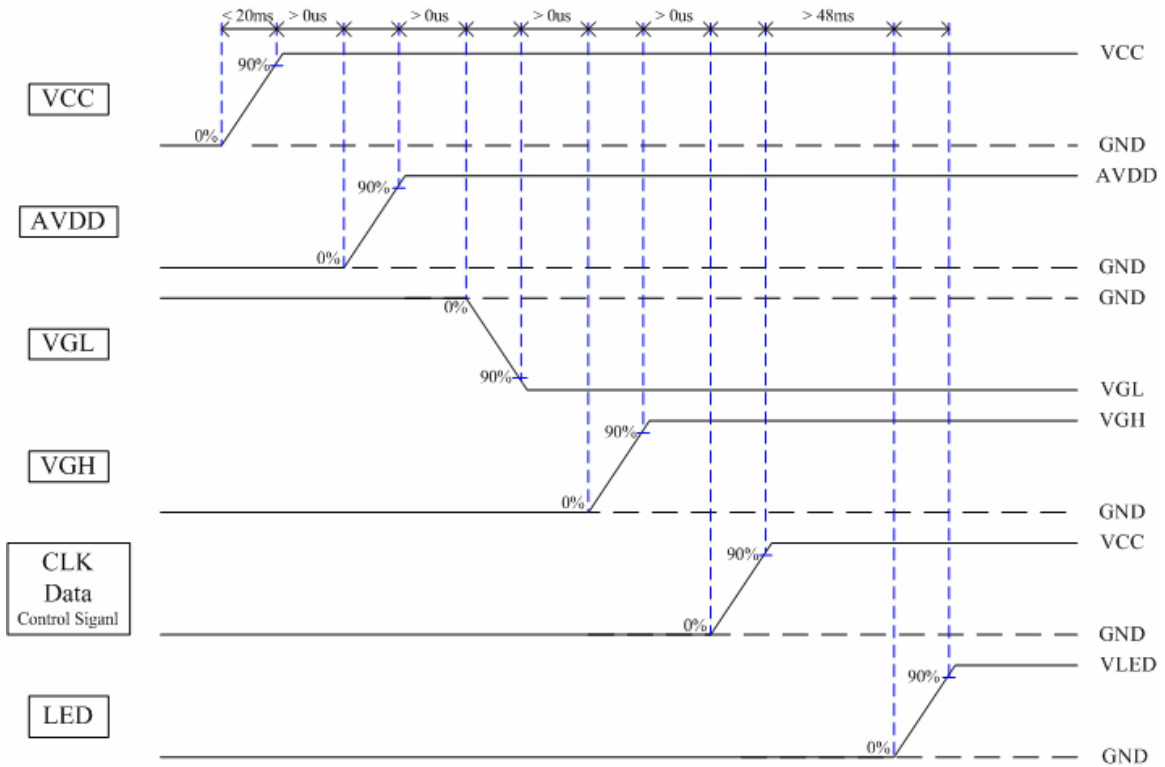 < 20ms > 0us > 0us > 0us > 0us > 48ms
VCC
90%
VCC
0%
GND
AVDD
90%
AVDD
0%
GND
GND
0%
VGL
90%
VGL
VGH
90%
VGH
0%
GND
VCC
90%
CLK
Data
Control Siganl
0%
GND
VLED
90%
LED
0%
GND